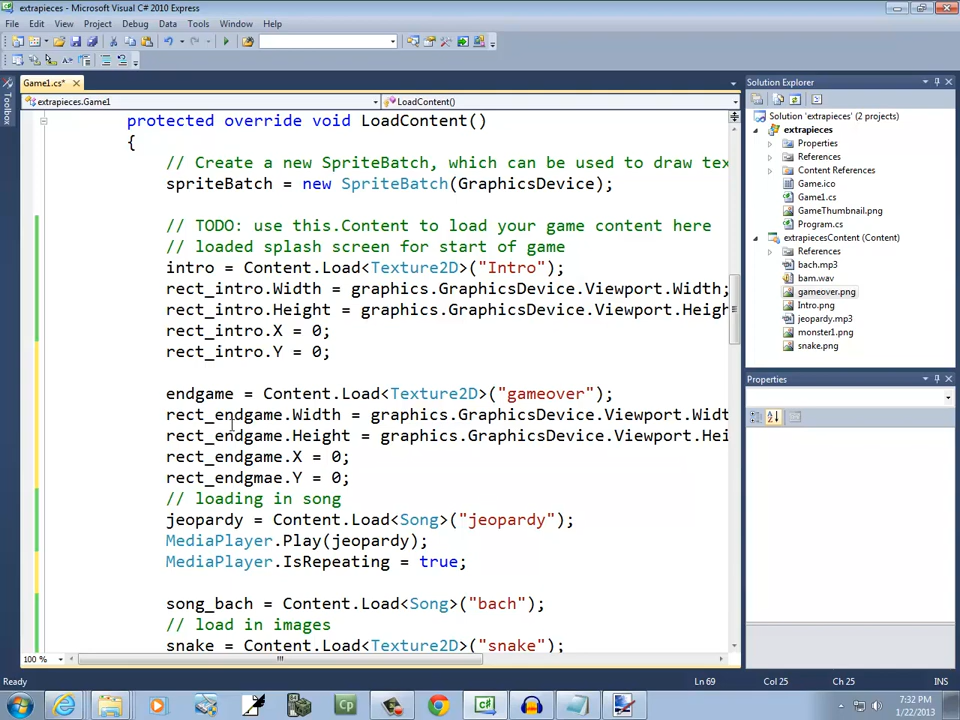 extrapieces - Microsoft Visual C# 2010 Express
File Edit View Project Debug Data Tools Window Help
Game1.cs*
extrapieces.Game1
LoadContent()
Toolbox
protected override void LoadContent()
{
// Create a new SpriteBatch, which can be used to draw tex
spriteBatch = new SpriteBatch(GraphicsDevice);
// TODO: use this.Content to load your game content here
// loaded splash screen for start of game
intro = Content.Load<Texture2D>("Intro");
rect_intro.Width = graphics.GraphicsDevice.Viewport.Width;
rect_intro.Height = graphics.GraphicsDevice.Viewport.Heigh
rect_intro.X = 0;
rect_intro.Y = 0;
endgame = Content.Load<Texture2D>("gameover");
rect_endgame.Width = graphics.GraphicsDevice.Viewport.Widt
rect_endgame.Height = graphics.GraphicsDevice.Viewport.Hei
rect_endgame.X = 0;
rect_endgmae.Y = 0;
// loading in song
jeopardy = Content.Load<Song>("jeopardy");
MediaPlayer.Play(jeopardy);
MediaPlayer.IsRepeating = true;
song_bach = Content.Load<Song>("bach");
// load in images
snake = Content.Load<Texture2D>("snake");
100 %
Solution Explorer
Solution 'extrapieces' (2 projects)
extrapieces
Properties
References
Content References
Game.ico
Game1.cs
GameThumbnail.png
Program.cs
extrapiecesContent (Content)
References
bach.mp3
bam.wav
gameover.png
Intro.png
jeopardy.mp3
monster1.png
snake.png
Properties
Ready
Ln 69
Col 25
Ch 25
INS
Cp
C#
7:32 PM
1/22/2013